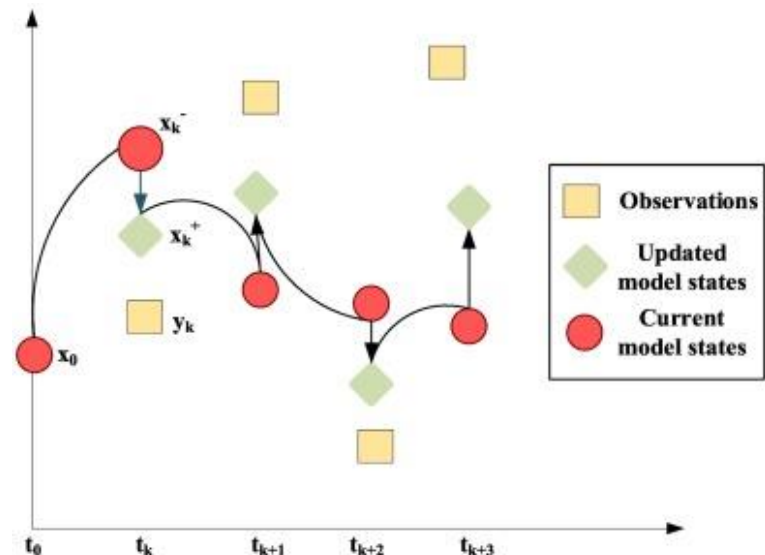 xₖ⁻
xₖ⁺
yₖ
x₀
Observations
Updated
model states
Current
model states
t₀ tₖ tₖ₊₁ tₖ₊₂ tₖ₊₃